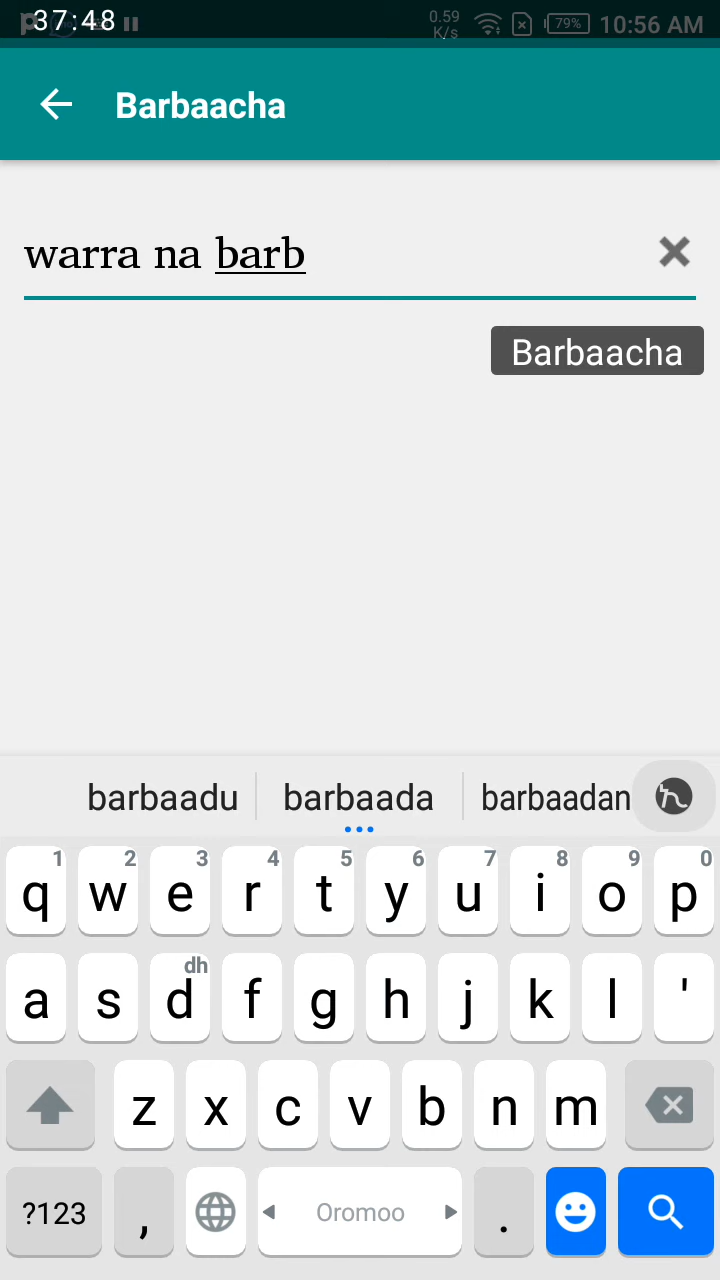 37:48 0.59 K/s 79% 10:56 AM
Barbaacha
warra na barb
Barbaacha
barbaadu barbaada barbaadan
1 2 3 4 5 6 7 8 9 0
q w e r t y u i o p
dh
a s d f g h j k l '
z x c v b n m
?123 , Oromoo .